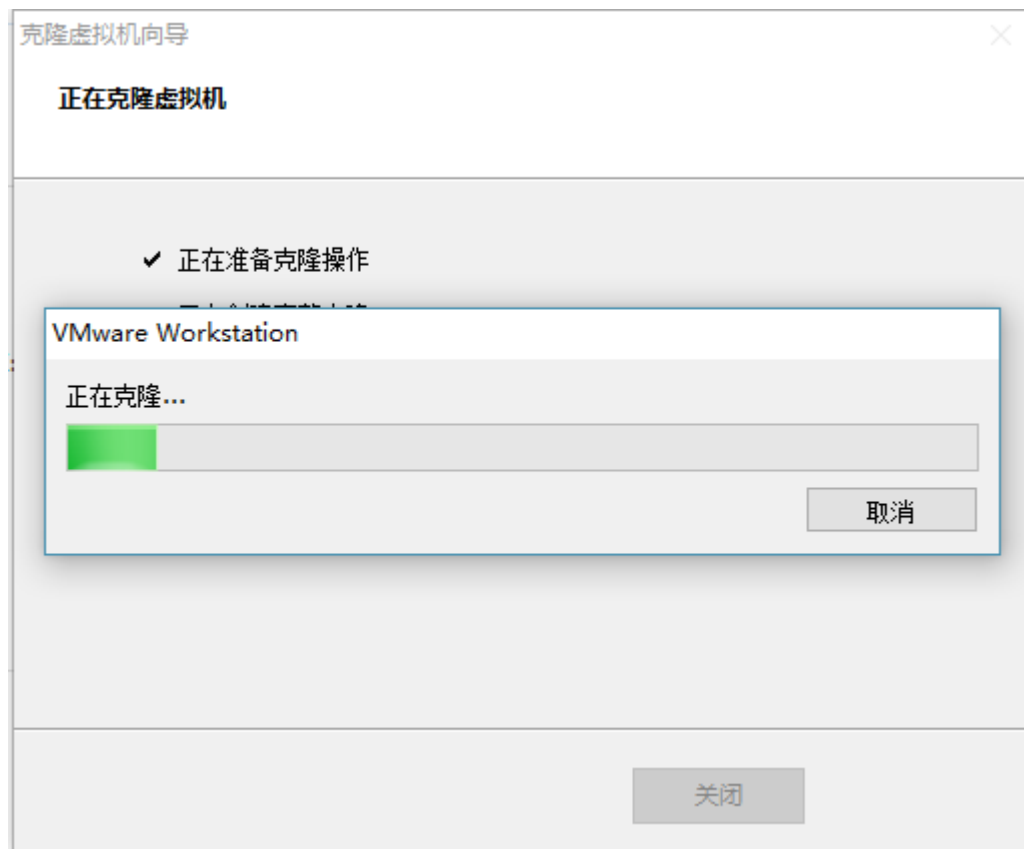 克隆虚拟机向导
正在克隆虚拟机
✔ 正在准备克隆操作
VMware Workstation
正在克隆...
取消
关闭